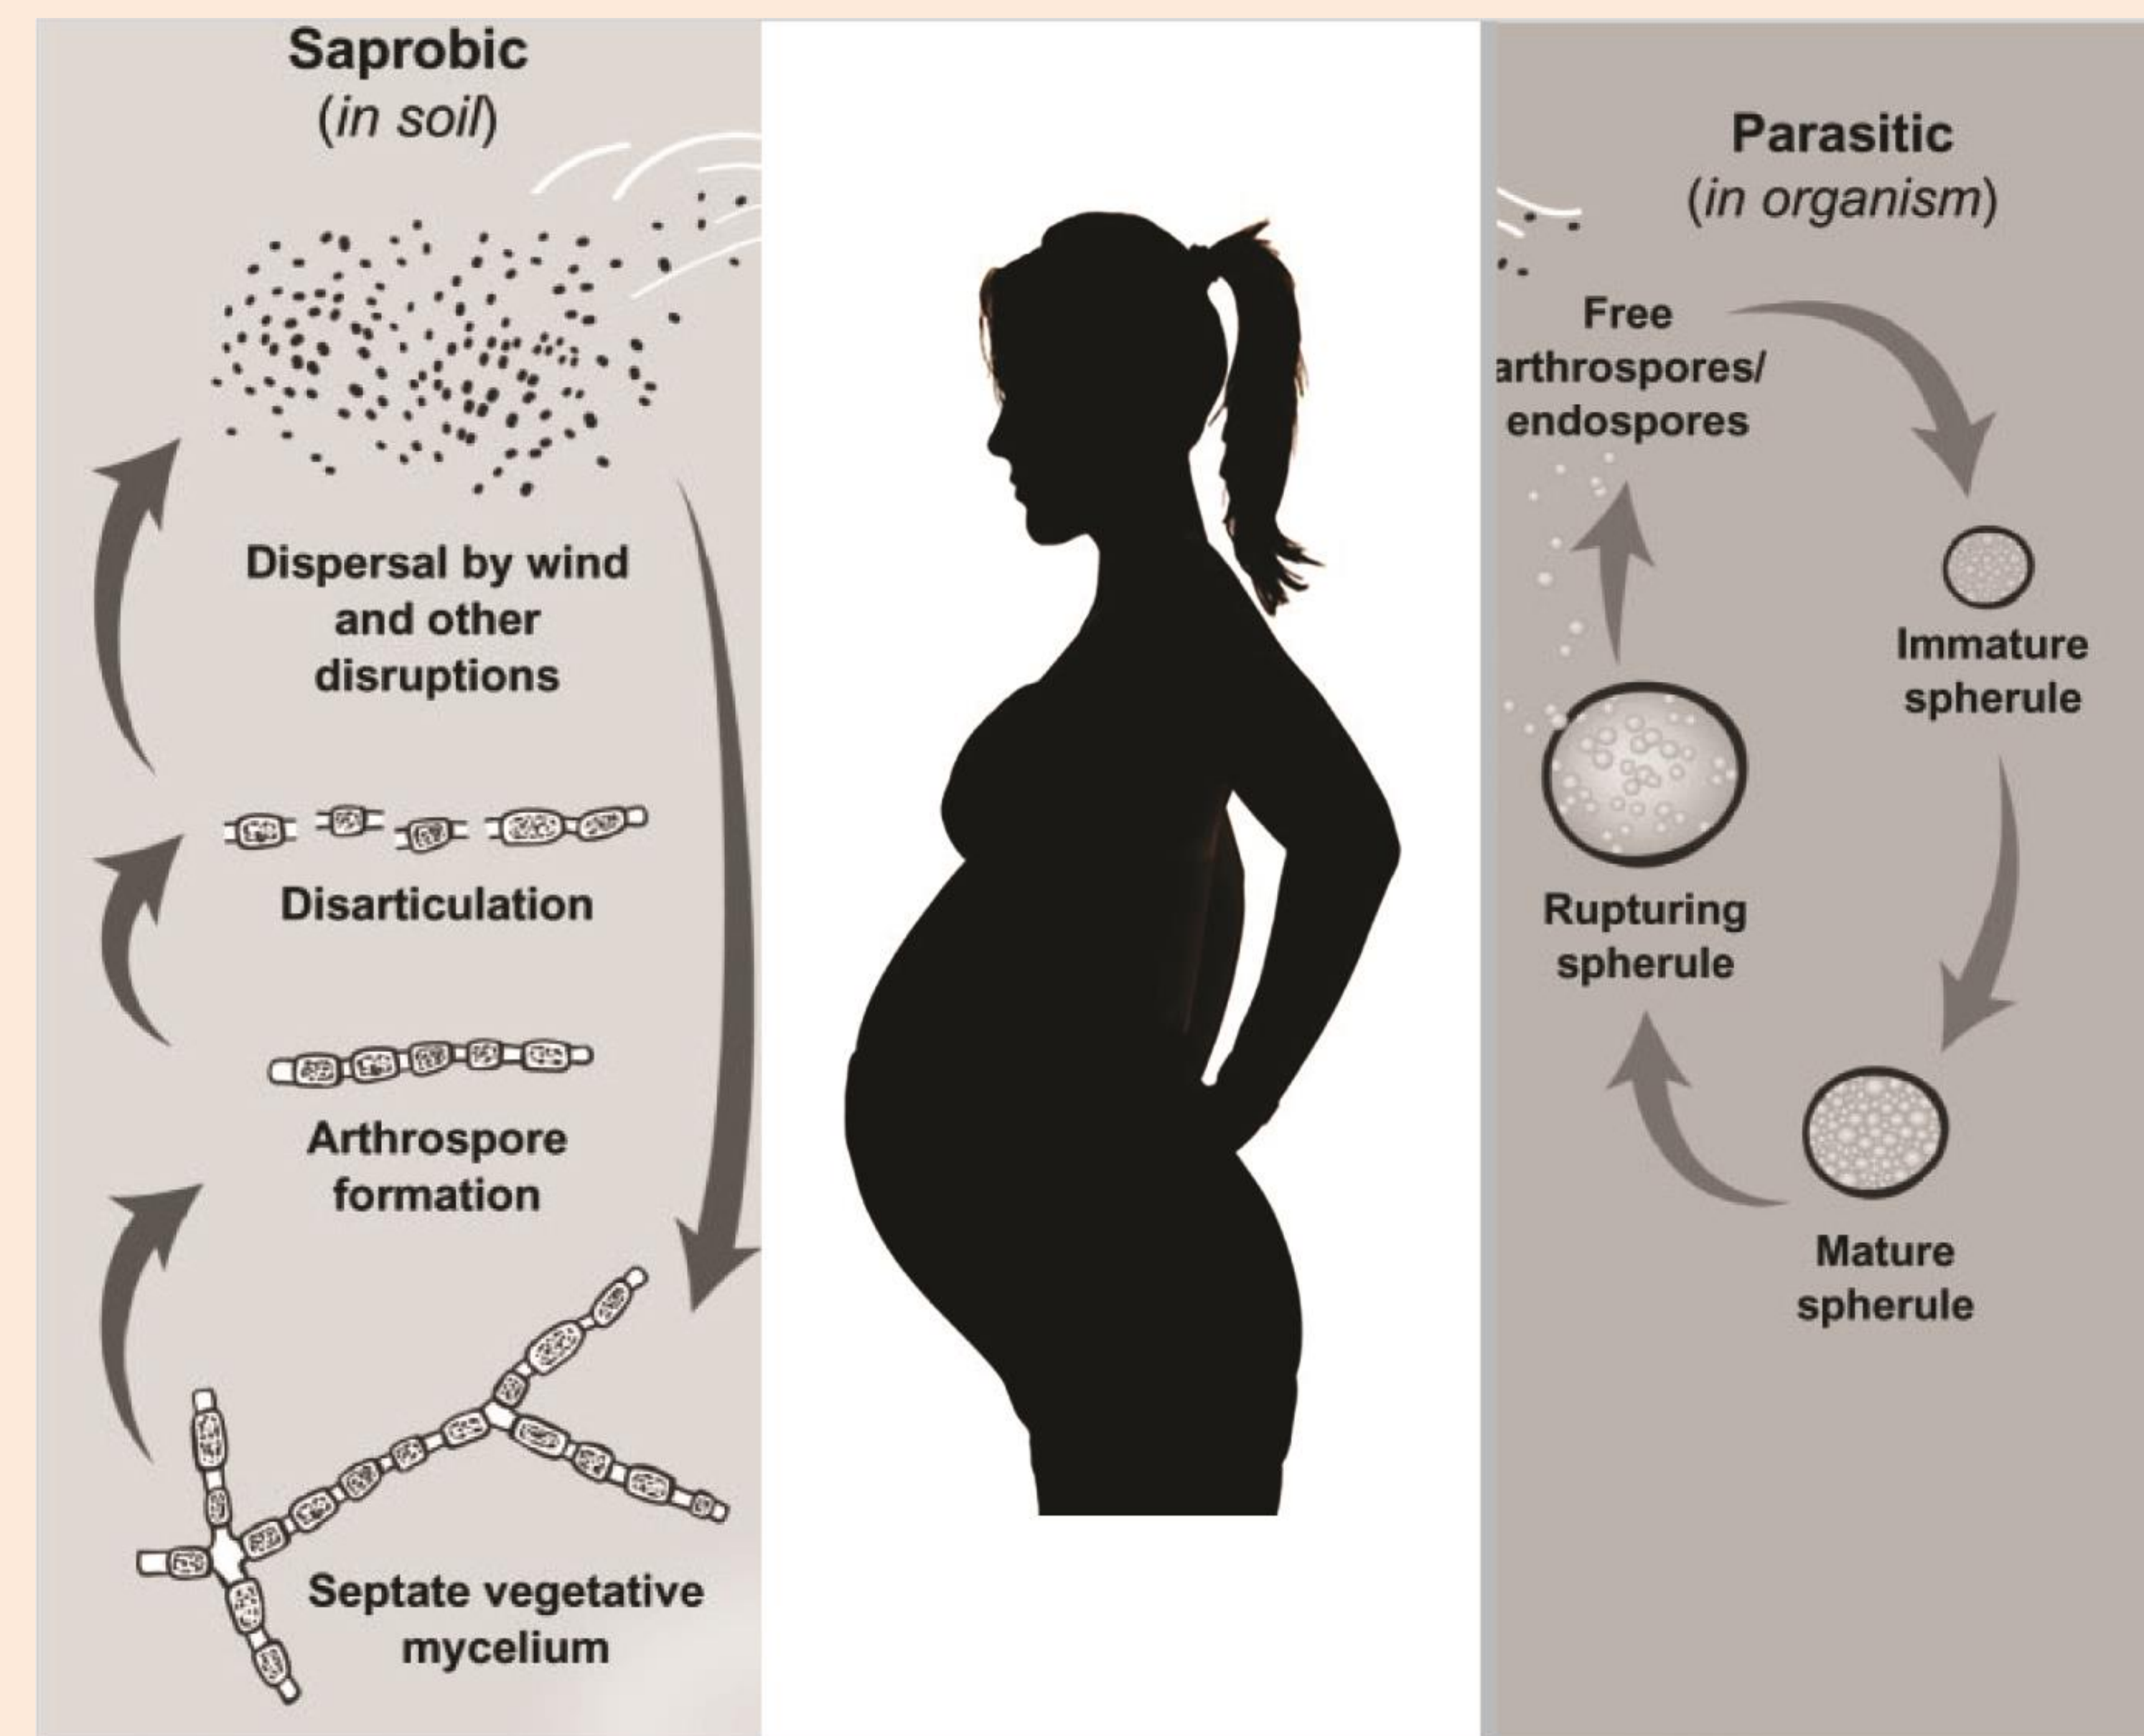 Saprobic
(in soil)
Dispersal by wind
and other
disruptions
Disarticulation
Arthrospore
formation
Septate vegetative
mycelium
Parasitic
(in organism)
Free
arthrospores/
endospores
Immature
spherule
Rupturing
spherule
Mature
spherule